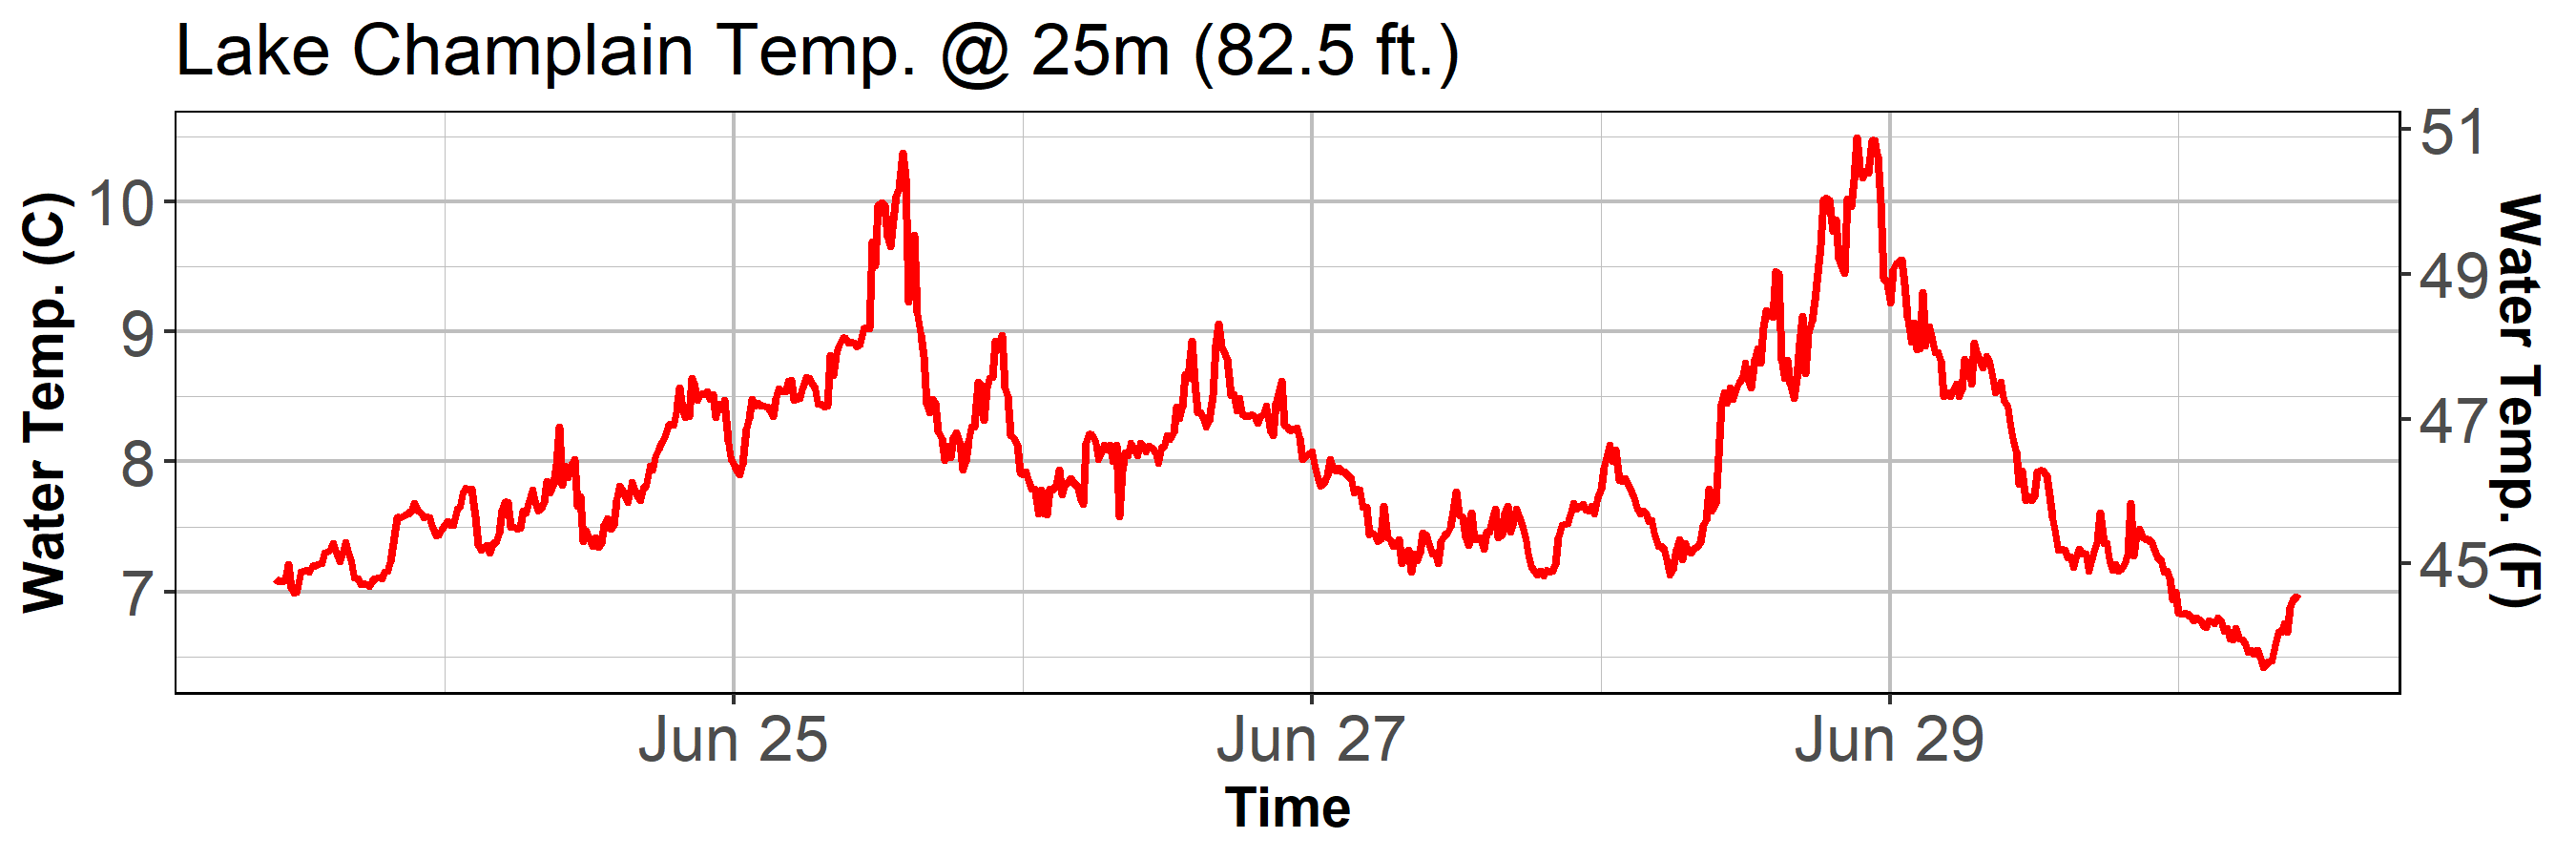 Lake Champlain Temp. @ 25m (82.5 ft.)
Water Temp. (C)
10
9
8
7
51
49
47
45
Water Temp. (F)
Jun 25
Jun 27
Jun 29
Time